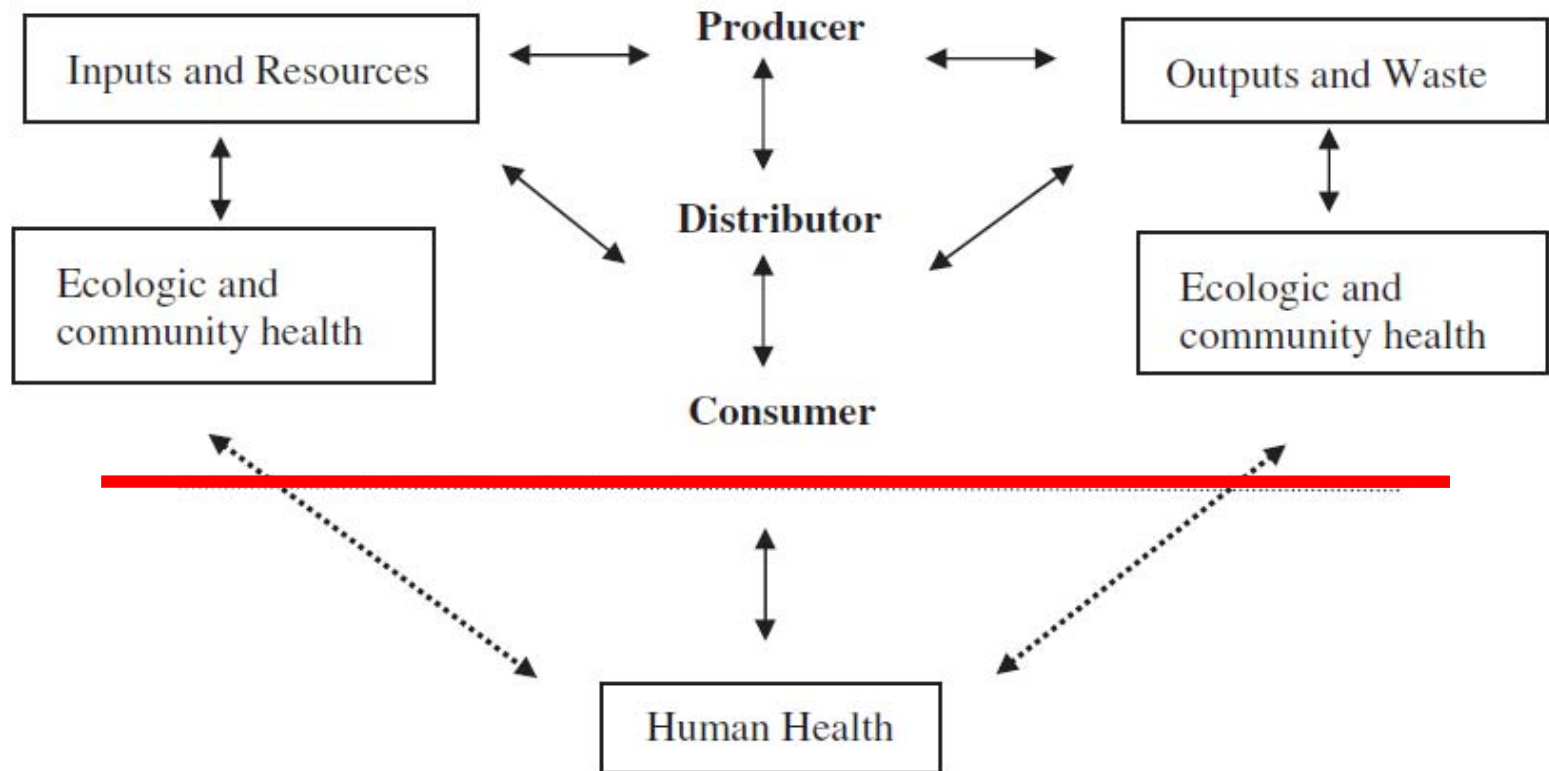 Producer
Inputs and Resources
Outputs and Waste
Distributor
Ecologic and
community health
Ecologic and
community health
Consumer
Human Health